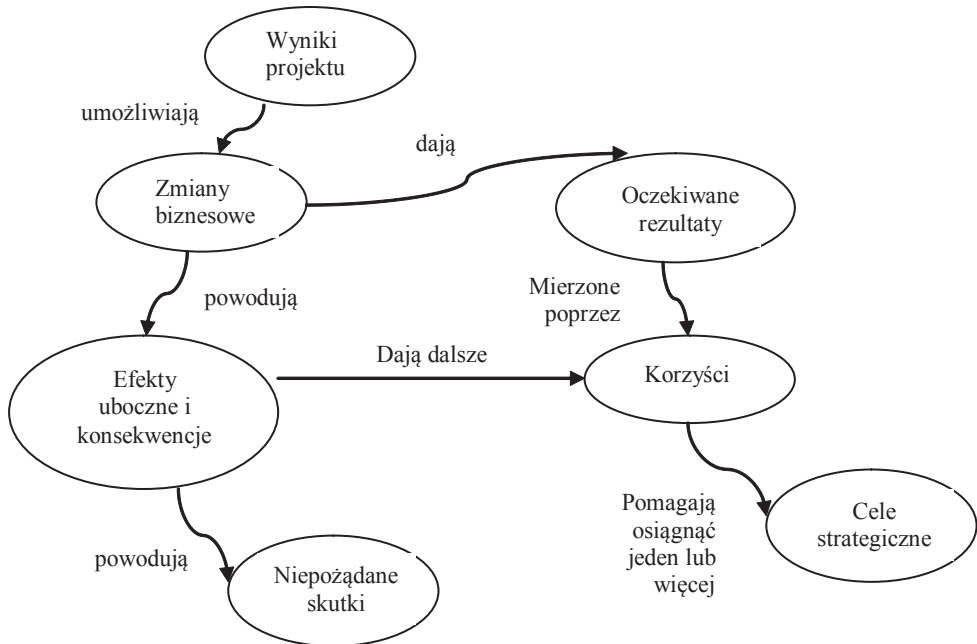 Wyniki
projektu
umożliwiają
dają
Zmiany
biznesowe
Oczekiwane
rezultaty
powodują
Mierzone
poprzez
Efekty
uboczne i
konsekwencje
Dają dalsze
Korzyści
powodują
Niepożądane
skutki
Pomagają
osiągnąć
jeden lub
więcej
Cele
strategiczne